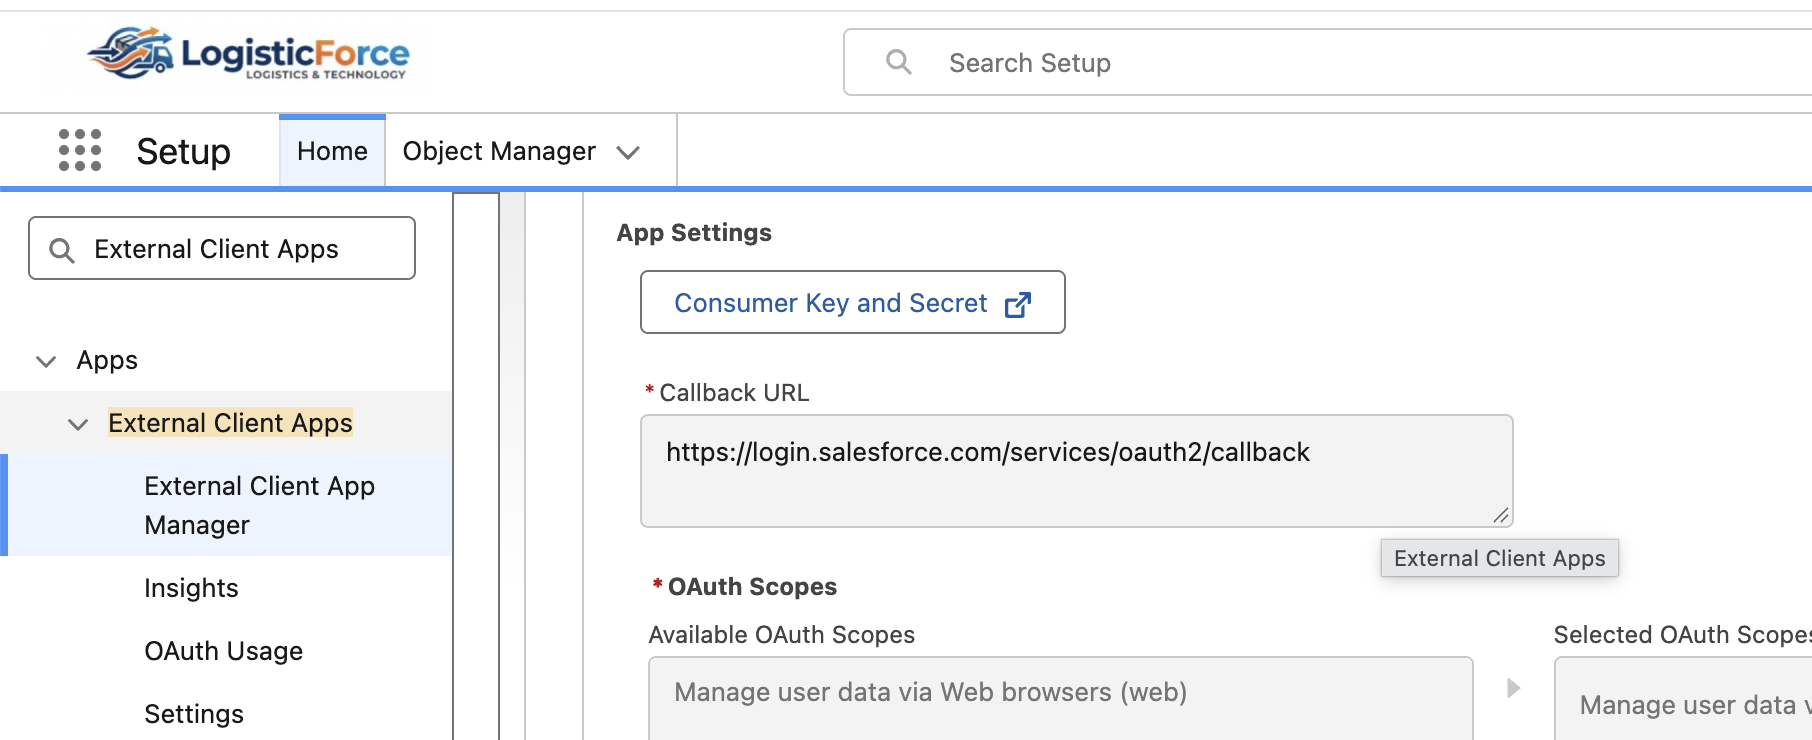 LogisticForce
LOGISTICS & TECHNOLOGY
Search Setup
Setup
Home
Object Manager
External Client Apps
Apps
External Client Apps
External Client App
Manager
Insights
OAuth Usage
Settings
App Settings
Consumer Key and Secret
* Callback URL
https://login.salesforce.com/services/oauth2/callback
External Client Apps
* OAuth Scopes
Available OAuth Scopes
Manage user data via Web browsers (web)
Selected OAuth Scopes
Manage user data v